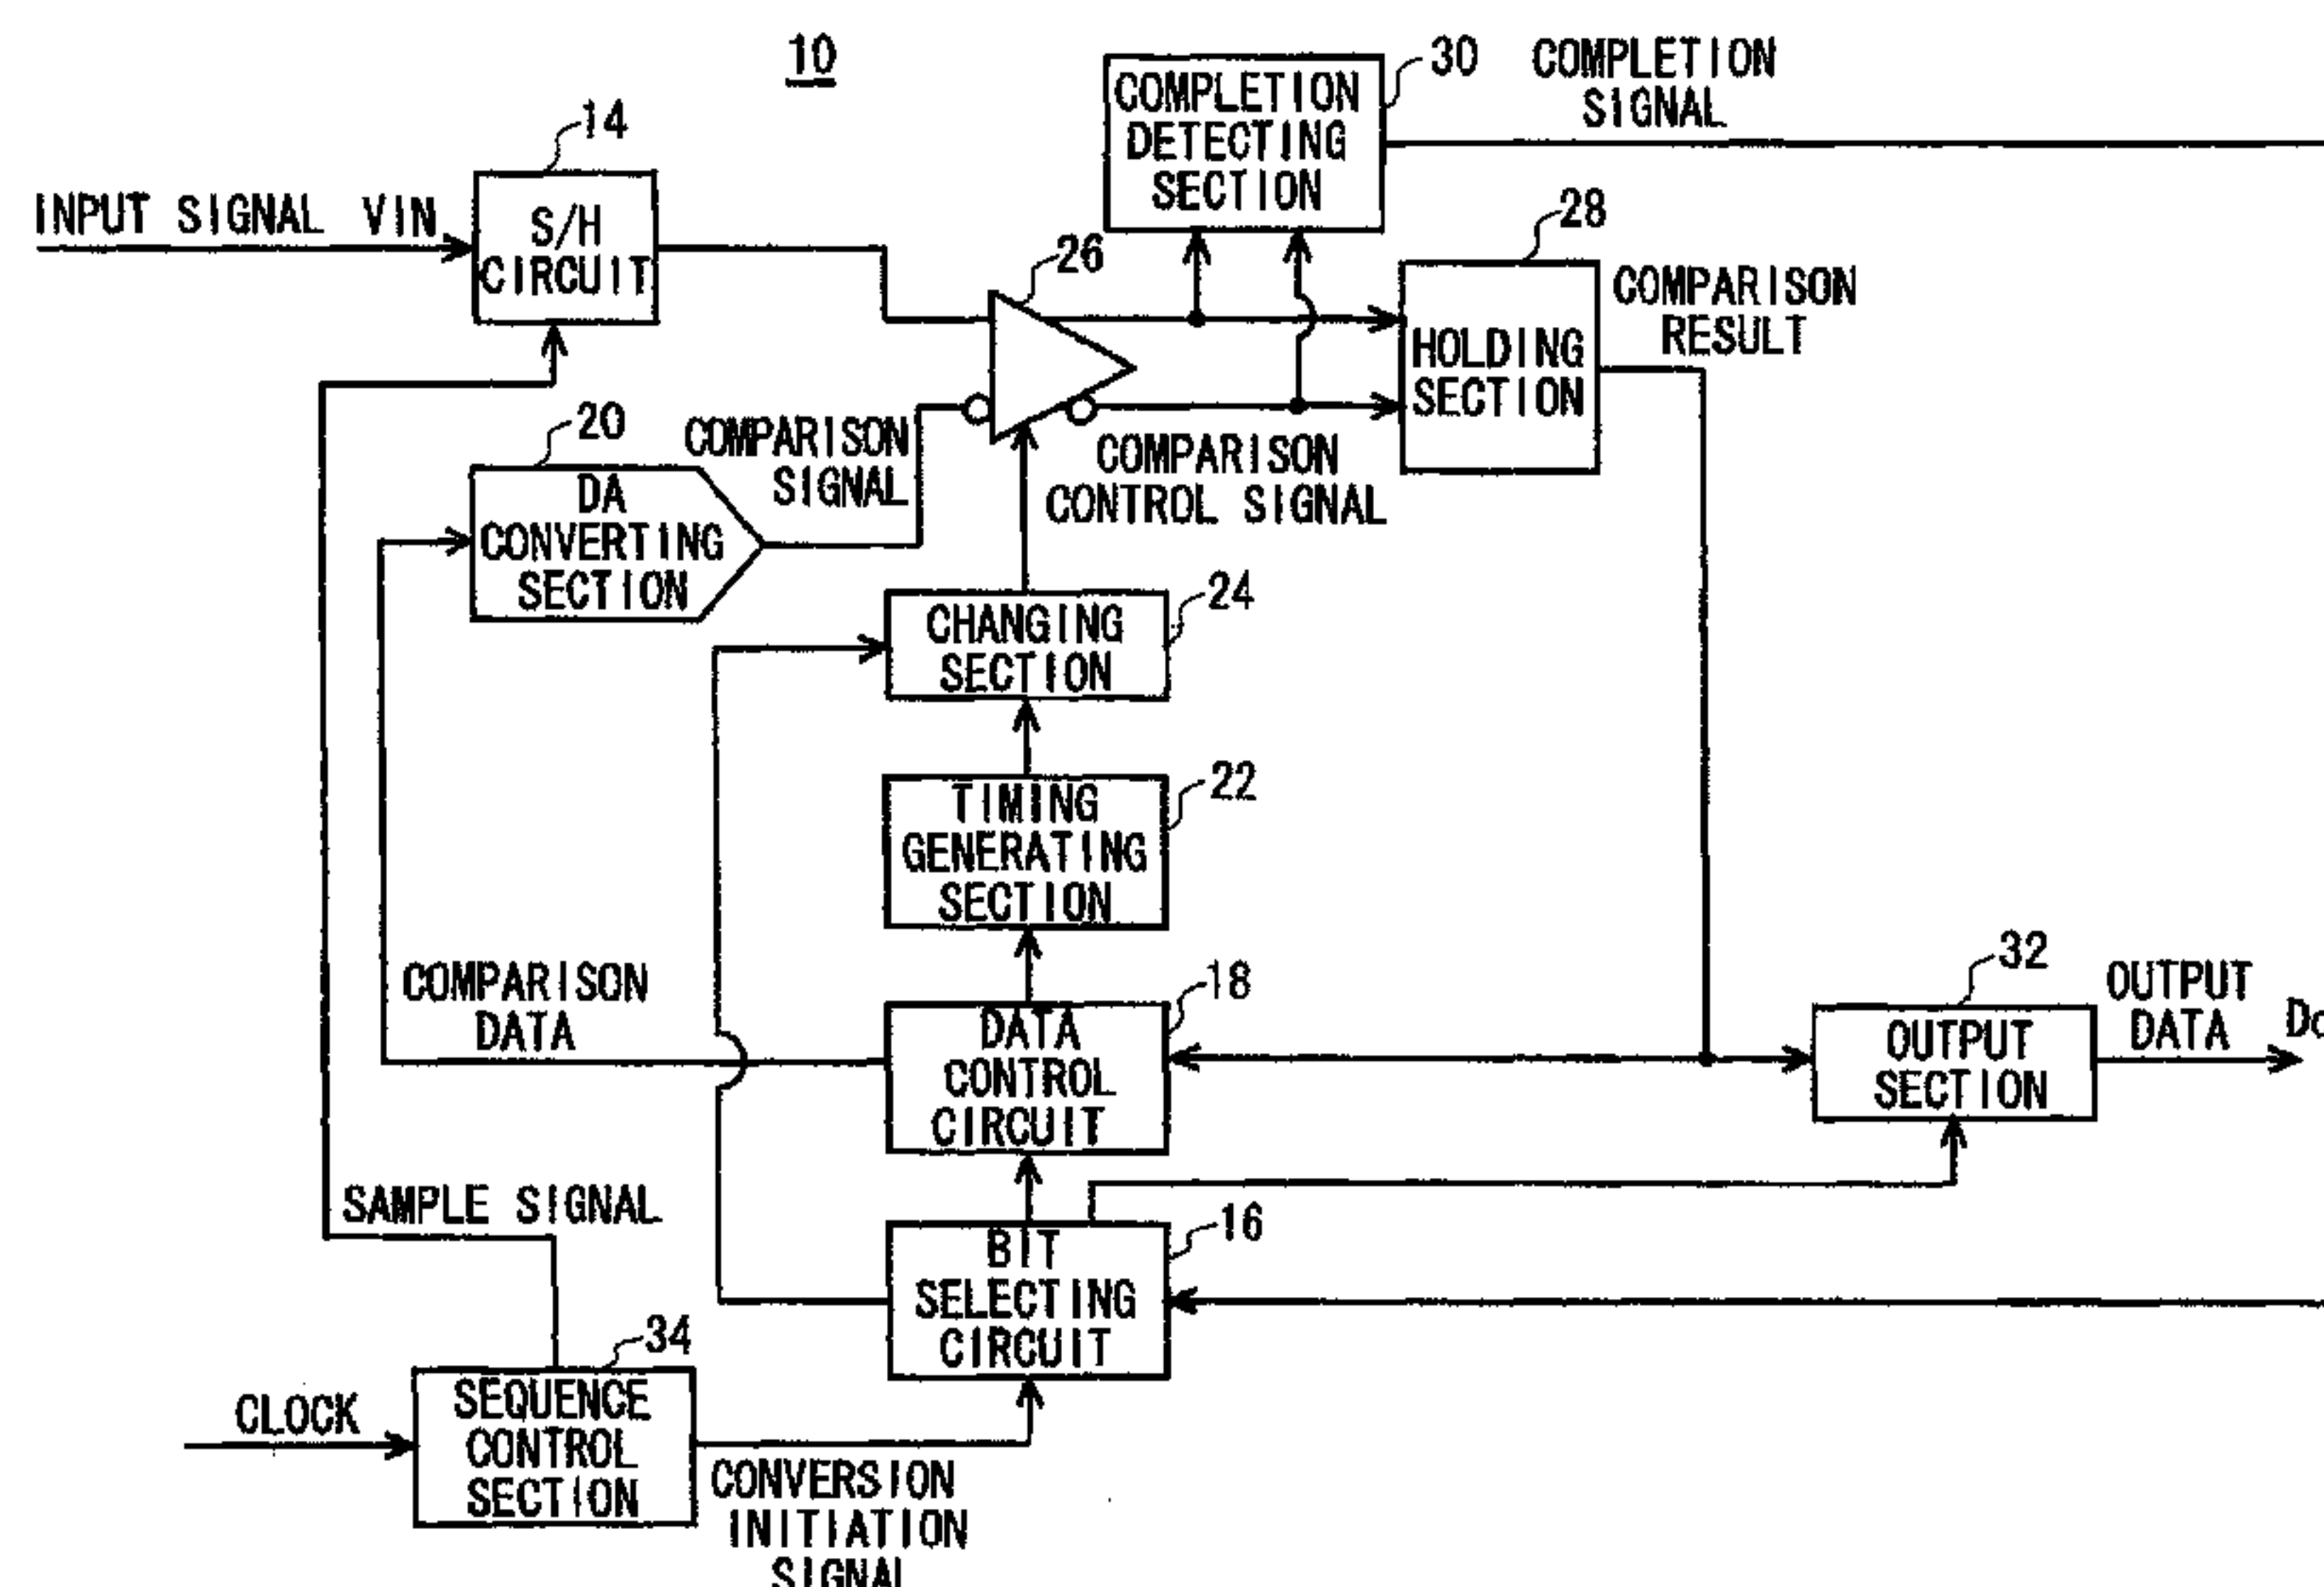 10
30
COMPLETION
SIGNAL
COMPLETION
DETECTING
SECTION
14
INPUT SIGNAL VIN
S/H
CIRCUIT
26
28
COMPARISON
RESULT
HOLDING
SECTION
20
COMPARISON
SIGNAL
DA
CONVERTING
SECTION
COMPARISON
CONTROL SIGNAL
24
CHANGING
SECTION
22
TIMING
GENERATING
SECTION
COMPARISON
DATA
18
DATA
CONTROL
CIRCUIT
32
OUTPUT
SECTION
OUTPUT
DATA
SAMPLE SIGNAL
16
BIT
SELECTING
CIRCUIT
34
CLOCK
SEQUENCE
CONTROL
SECTION
CONVERSION
INITIATION
SIGNAL